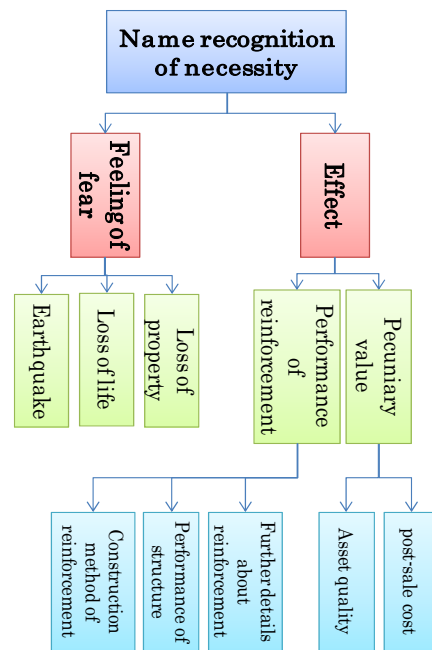 Name recognition
of necessity
Feeling of
fear
Effect
Earthquake
Loss of life
Loss of
property
Performance
of
reinforcement
Pecuniary
value
Construction
method of
reinforcement
Performance of
structure
Further details
about
reinforcement
Asset quality
post-sale cost